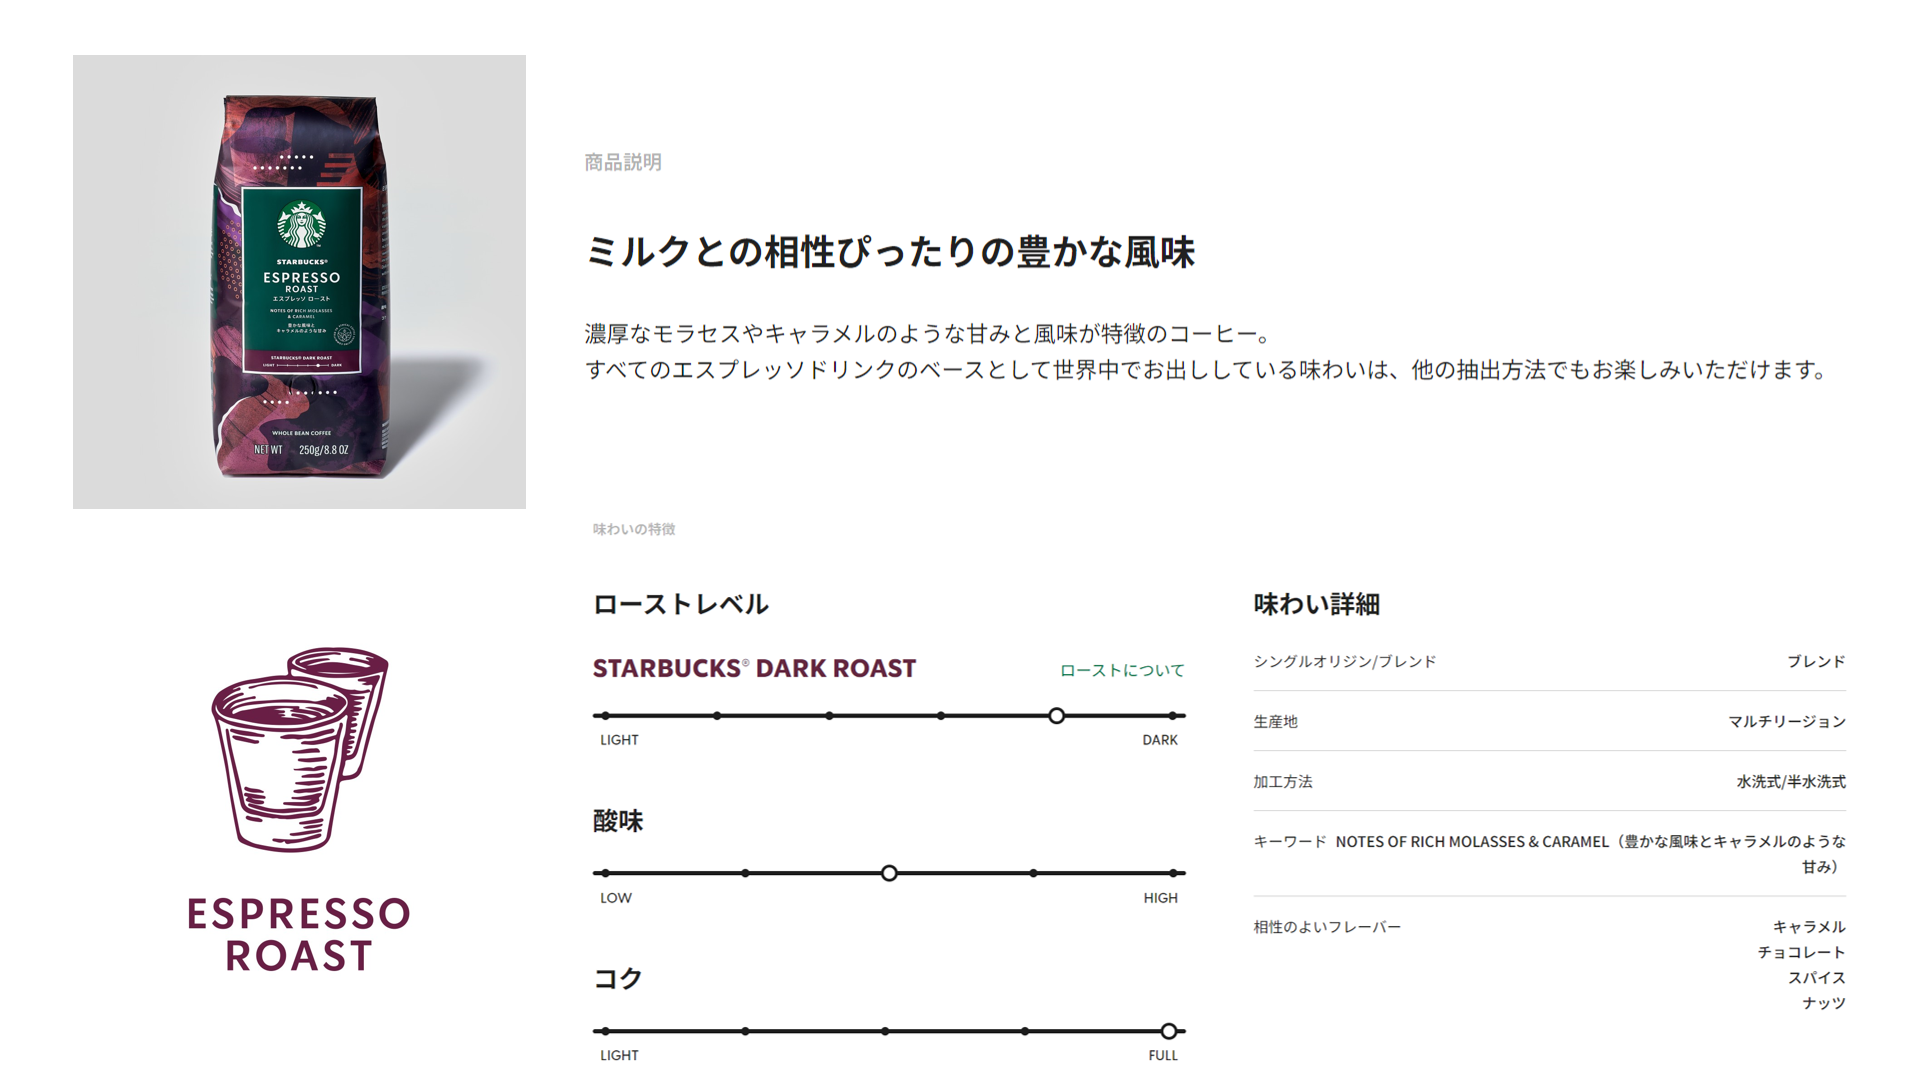 STARBUCKS®
ESPRESSO
ROAST
エスプレッソ ロースト
NOTES OF RICH MOLASSES
& CARAMEL
豊かな風味と
キャラメルのような甘み
STARBUCKS® DARK ROAST
LIGHT DARK
WHOLE BEAN COFFEE
NET WT 250g/8.8 OZ
ESPRESSO
ROAST
商品説明
ミルクとの相性ぴったりの豊かな風味
濃厚なモラセスやキャラメルのような甘みと風味が特徴のコーヒー。
すべてのエスプレッソドリンクのベースとして世界中でお出ししている味わいは、他の抽出方法でもお楽しみいただけます。
味わいの特徴
ローストレベル
STARBUCKS® DARK ROAST ローストについて
LIGHT DARK
酸味
LOW HIGH
コク
LIGHT FULL
味わい詳細
シングルオリジン/ブレンド ブレンド
生産地 マルチリージョン
加工方法 水洗式/半水洗式
キーワード NOTES OF RICH MOLASSES & CARAMEL（豊かな風味とキャラメルのような
甘み）
相性のよいフレーバー キャラメル
チョコレート
スパイス
ナッツ